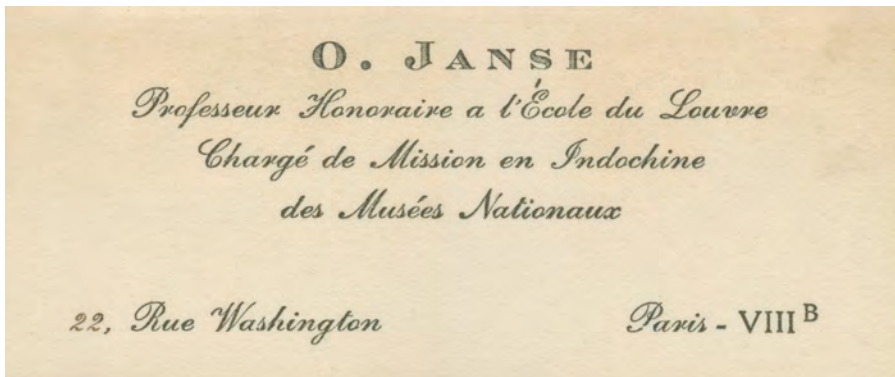 O. JANSE
Professeur Honoraire a l'École du Louvre
Chargé de Mission en Indochine
des Musées Nationaux
22, Rue Washington Paris - VIII B